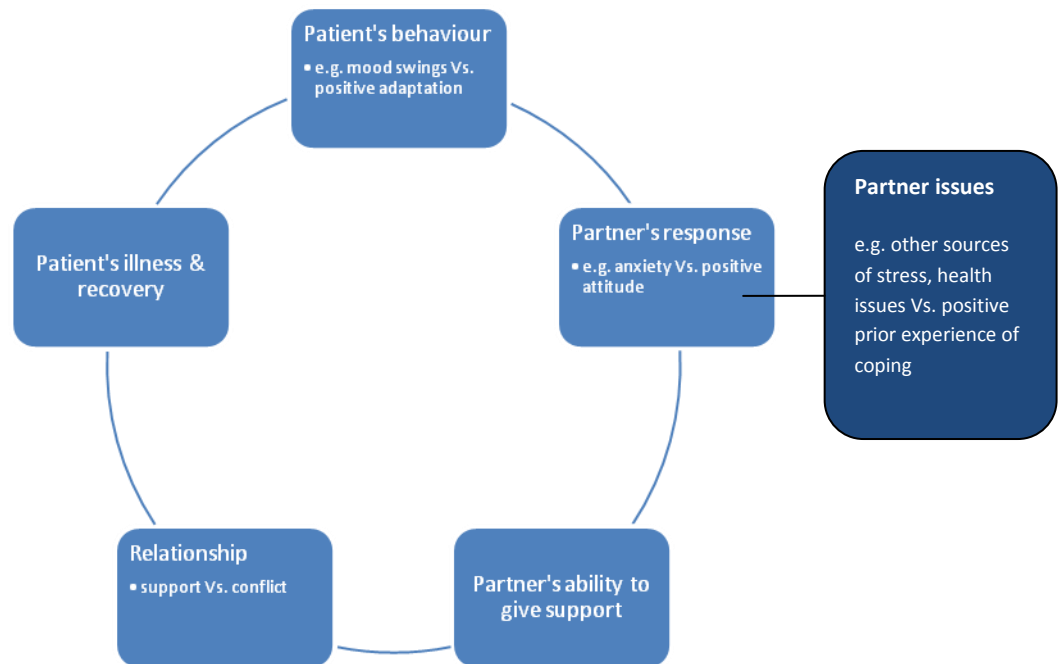 Patient's behaviour
▪ e.g. mood swings Vs.
positive adaptation
Partner's response
▪ e.g. anxiety Vs. positive
attitude
Partner issues
e.g. other sources
of stress, health
issues Vs. positive
prior experience of
coping
Partner's ability to
give support
Relationship
▪ support Vs. conflict
Patient's illness &
recovery